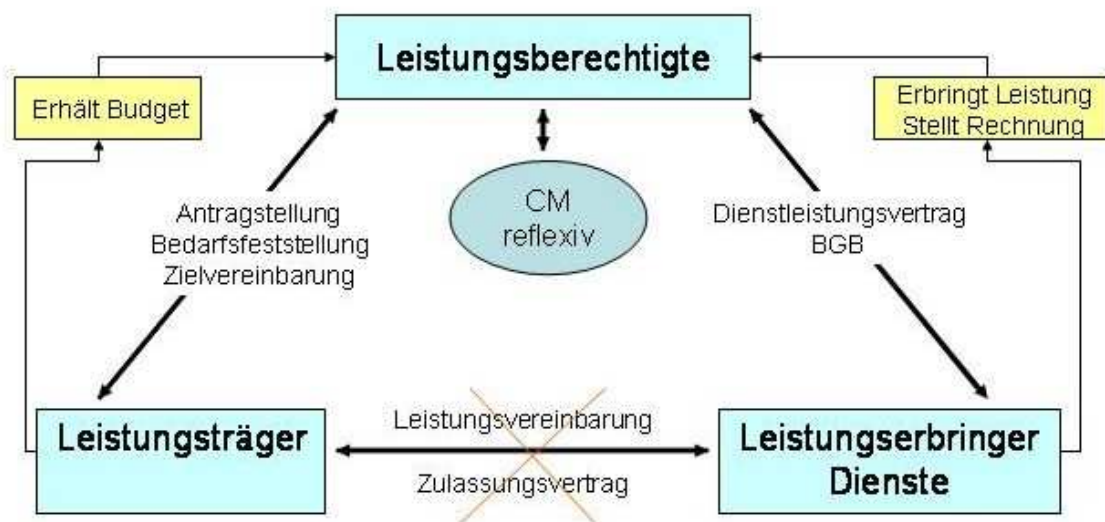 Leistungsberechtigte
Erhält Budget
Erbringt Leistung
Stellt Rechnung
CM
reflexiv
Antragstellung
Bedarfsfeststellung
Zielvereinbarung
Dienstleistungsvertrag
BGB
Leistungsträger
Leistungsvereinbarung
Zulassungsvertrag
Leistungserbringer
Dienste